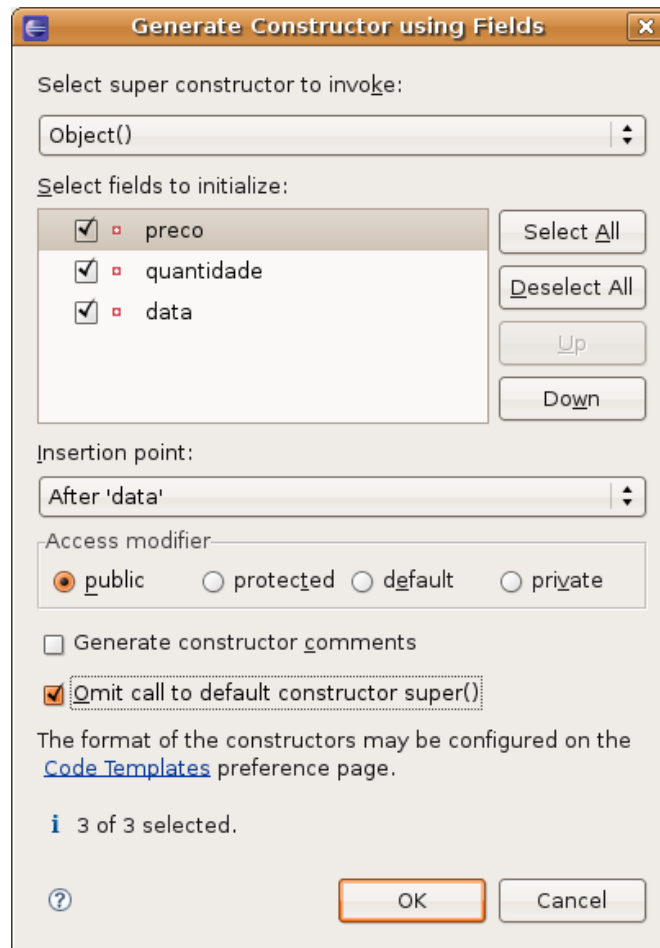 Generate Constructor using Fields
Select super constructor to invoke:
Object()
Select fields to initialize:
preco
quantidade
data
Select All
Deselect All
Up
Down
Insertion point:
After 'data'
Access modifier
public protected default private
Generate constructor comments
Omit call to default constructor super()
The format of the constructors may be configured on the
Code Templates preference page.
3 of 3 selected.
OK Cancel